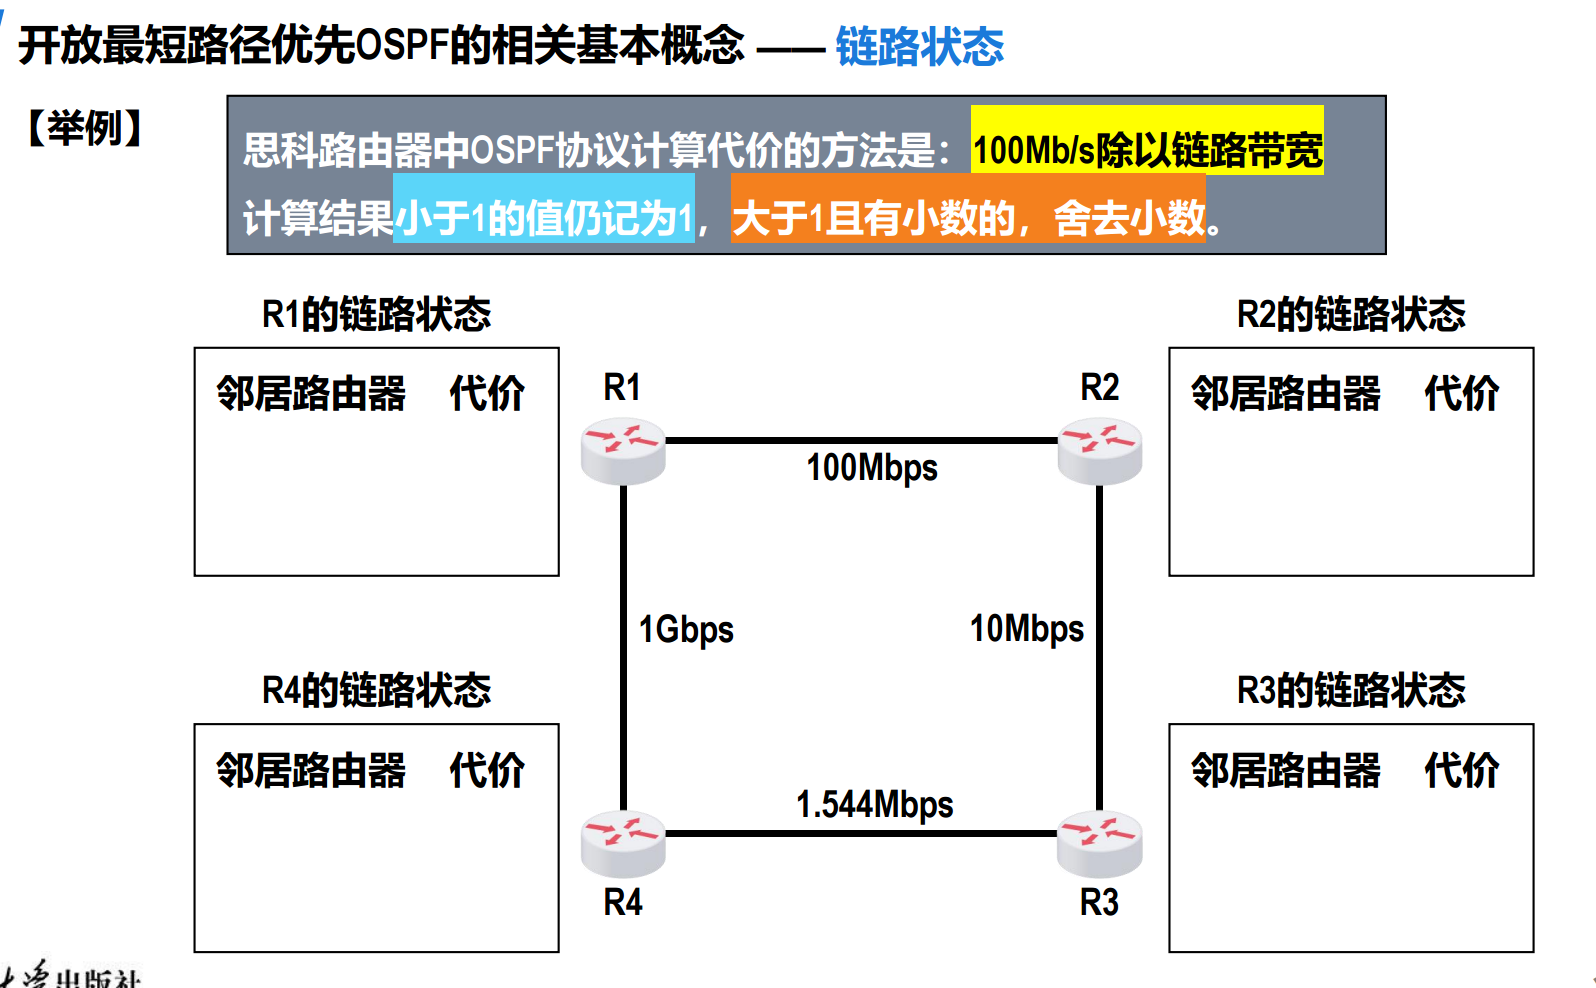 开放最短路径优先OSPF的相关基本概念 —— 链路状态
【举例】
思科路由器中OSPF协议计算代价的方法是：100Mb/s除以链路带宽
计算结果小于1的值仍记为1，大于1且有小数的，舍去小数。
R1的链路状态
邻居路由器 代价
R2的链路状态
邻居路由器 代价
R1
R2
100Mbps
1Gbps
10Mbps
R4的链路状态
邻居路由器 代价
R3的链路状态
邻居路由器 代价
1.544Mbps
R4
R3
大学出版社